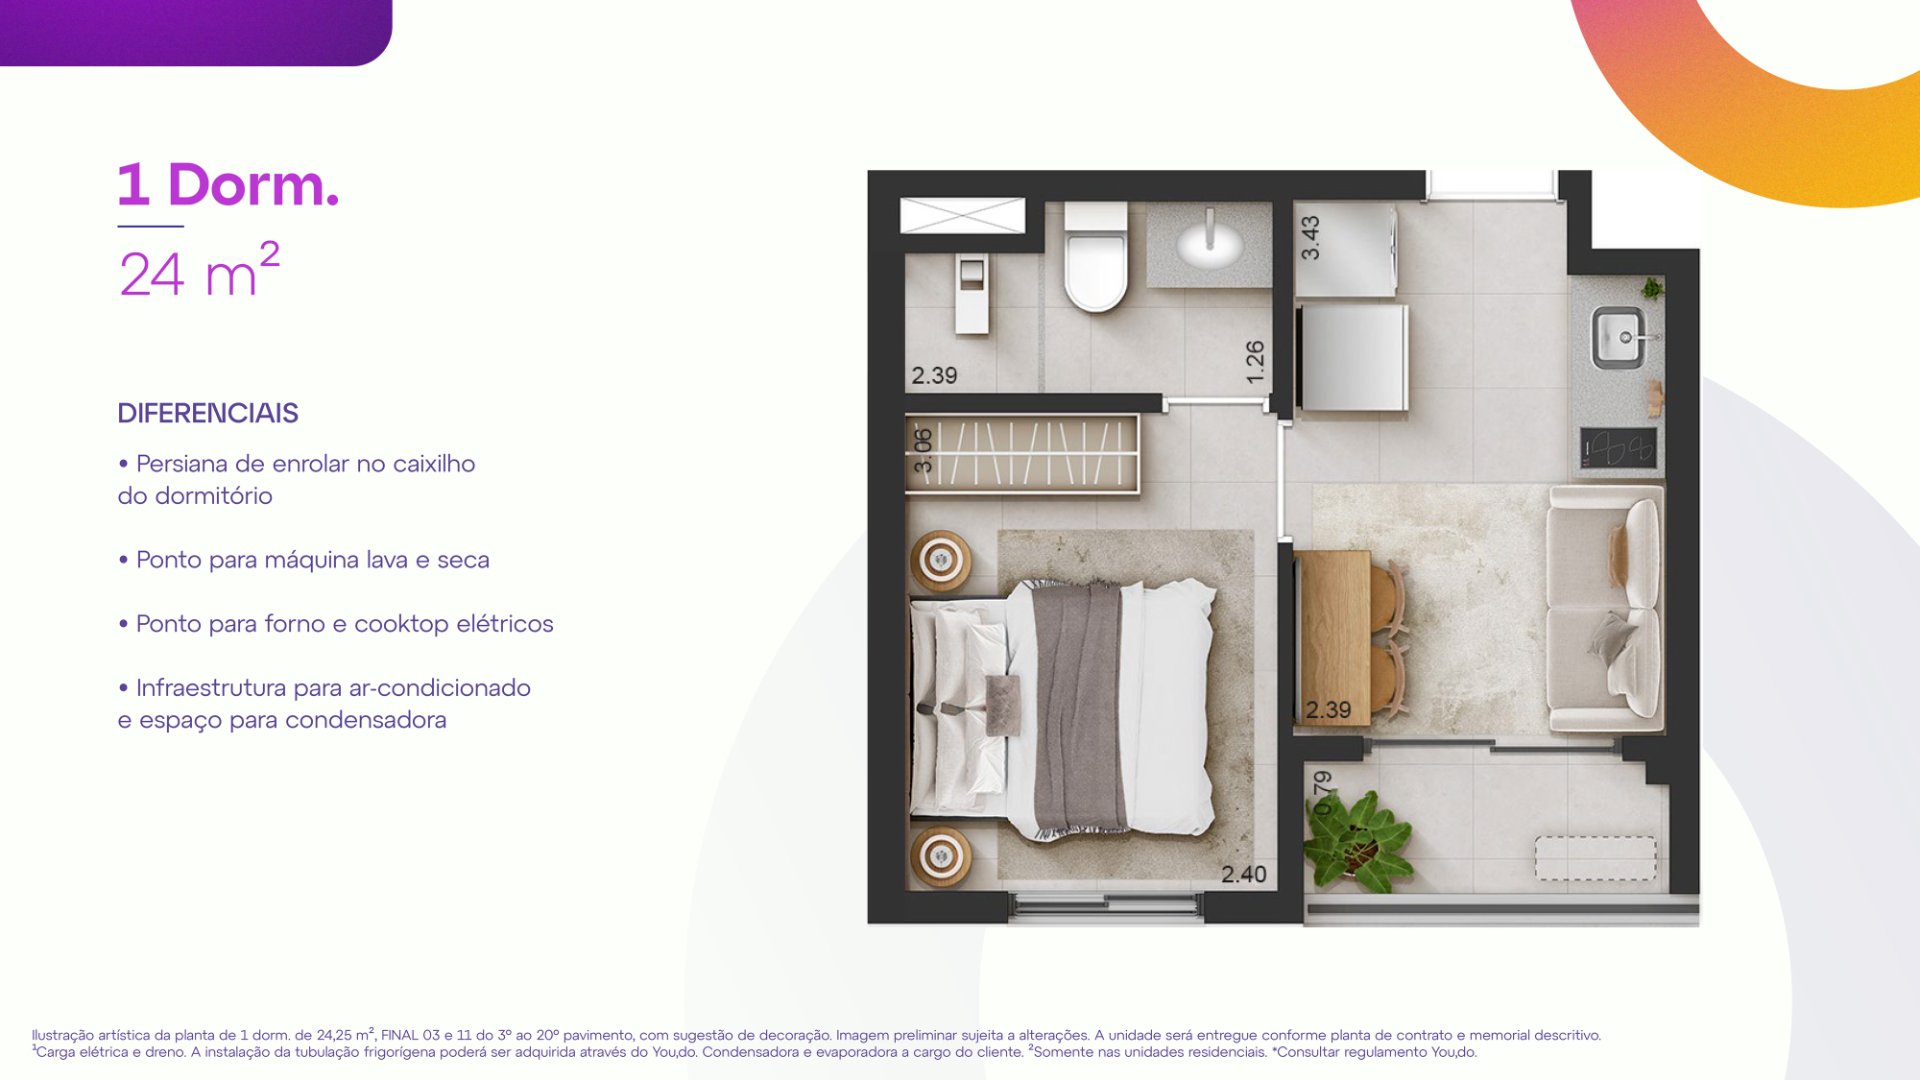 1 Dorm.
24 m²
DIFERENCIAIS
• Persiana de enrolar no caixilho
do dormitório
• Ponto para máquina lava e seca
• Ponto para forno e cooktop elétricos
• Infraestrutura para ar-condicionado
e espaço para condensadora
3.43
2.39
1.26
3.06
2.39
0.79
2.40
Ilustração artística da planta de 1 dorm. de 24,25 m², FINAL 03 e 11 do 3º ao 20º pavimento, com sugestão de decoração. Imagem preliminar sujeita a alterações. A unidade será entregue conforme planta de contrato e memorial descritivo.
¹Carga elétrica e dreno. A instalação da tubulação frigorígena poderá ser adquirida através do You,do. Condensadora e evaporadora a cargo do cliente. ²Somente nas unidades residenciais. *Consultar regulamento You,do.